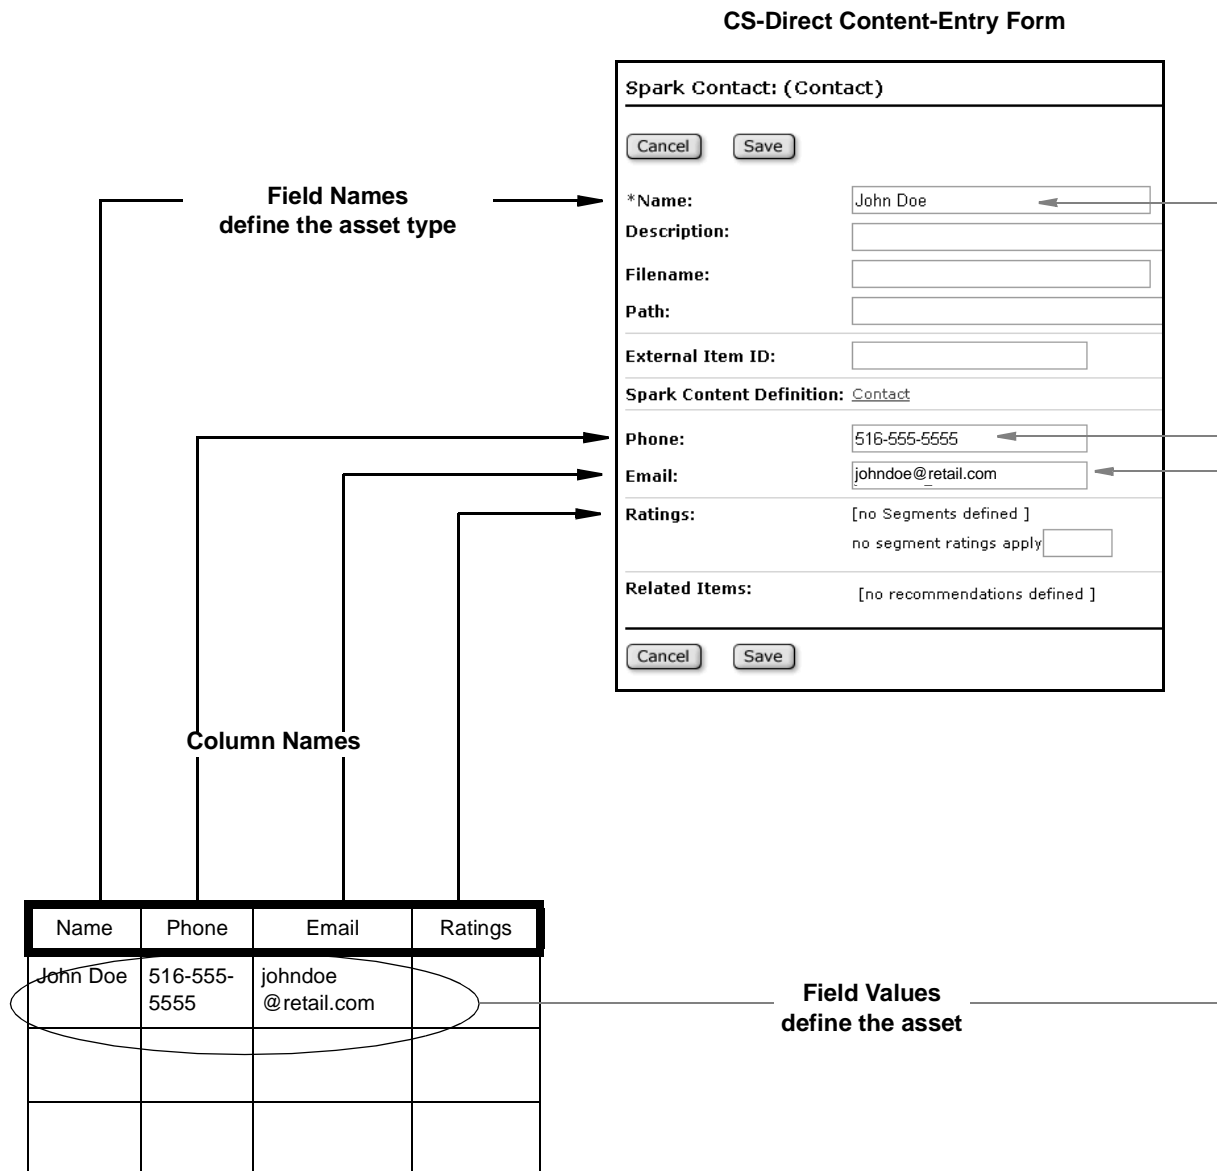 CS-Direct Content-Entry Form
Spark Contact: (Contact)
Cancel Save
Field Names
define the asset type
*Name: John Doe
Description:
Filename:
Path:
External Item ID:
Spark Content Definition: Contact
Phone: 516-555-5555
Email: johndoe@retail.com
Ratings: [no Segments defined ]
no segment ratings apply
Related Items: [no recommendations defined ]
Cancel Save
Column Names
Name Phone Email Ratings
John Doe 516-555- johndoe
5555 @retail.com
Field Values
define the asset